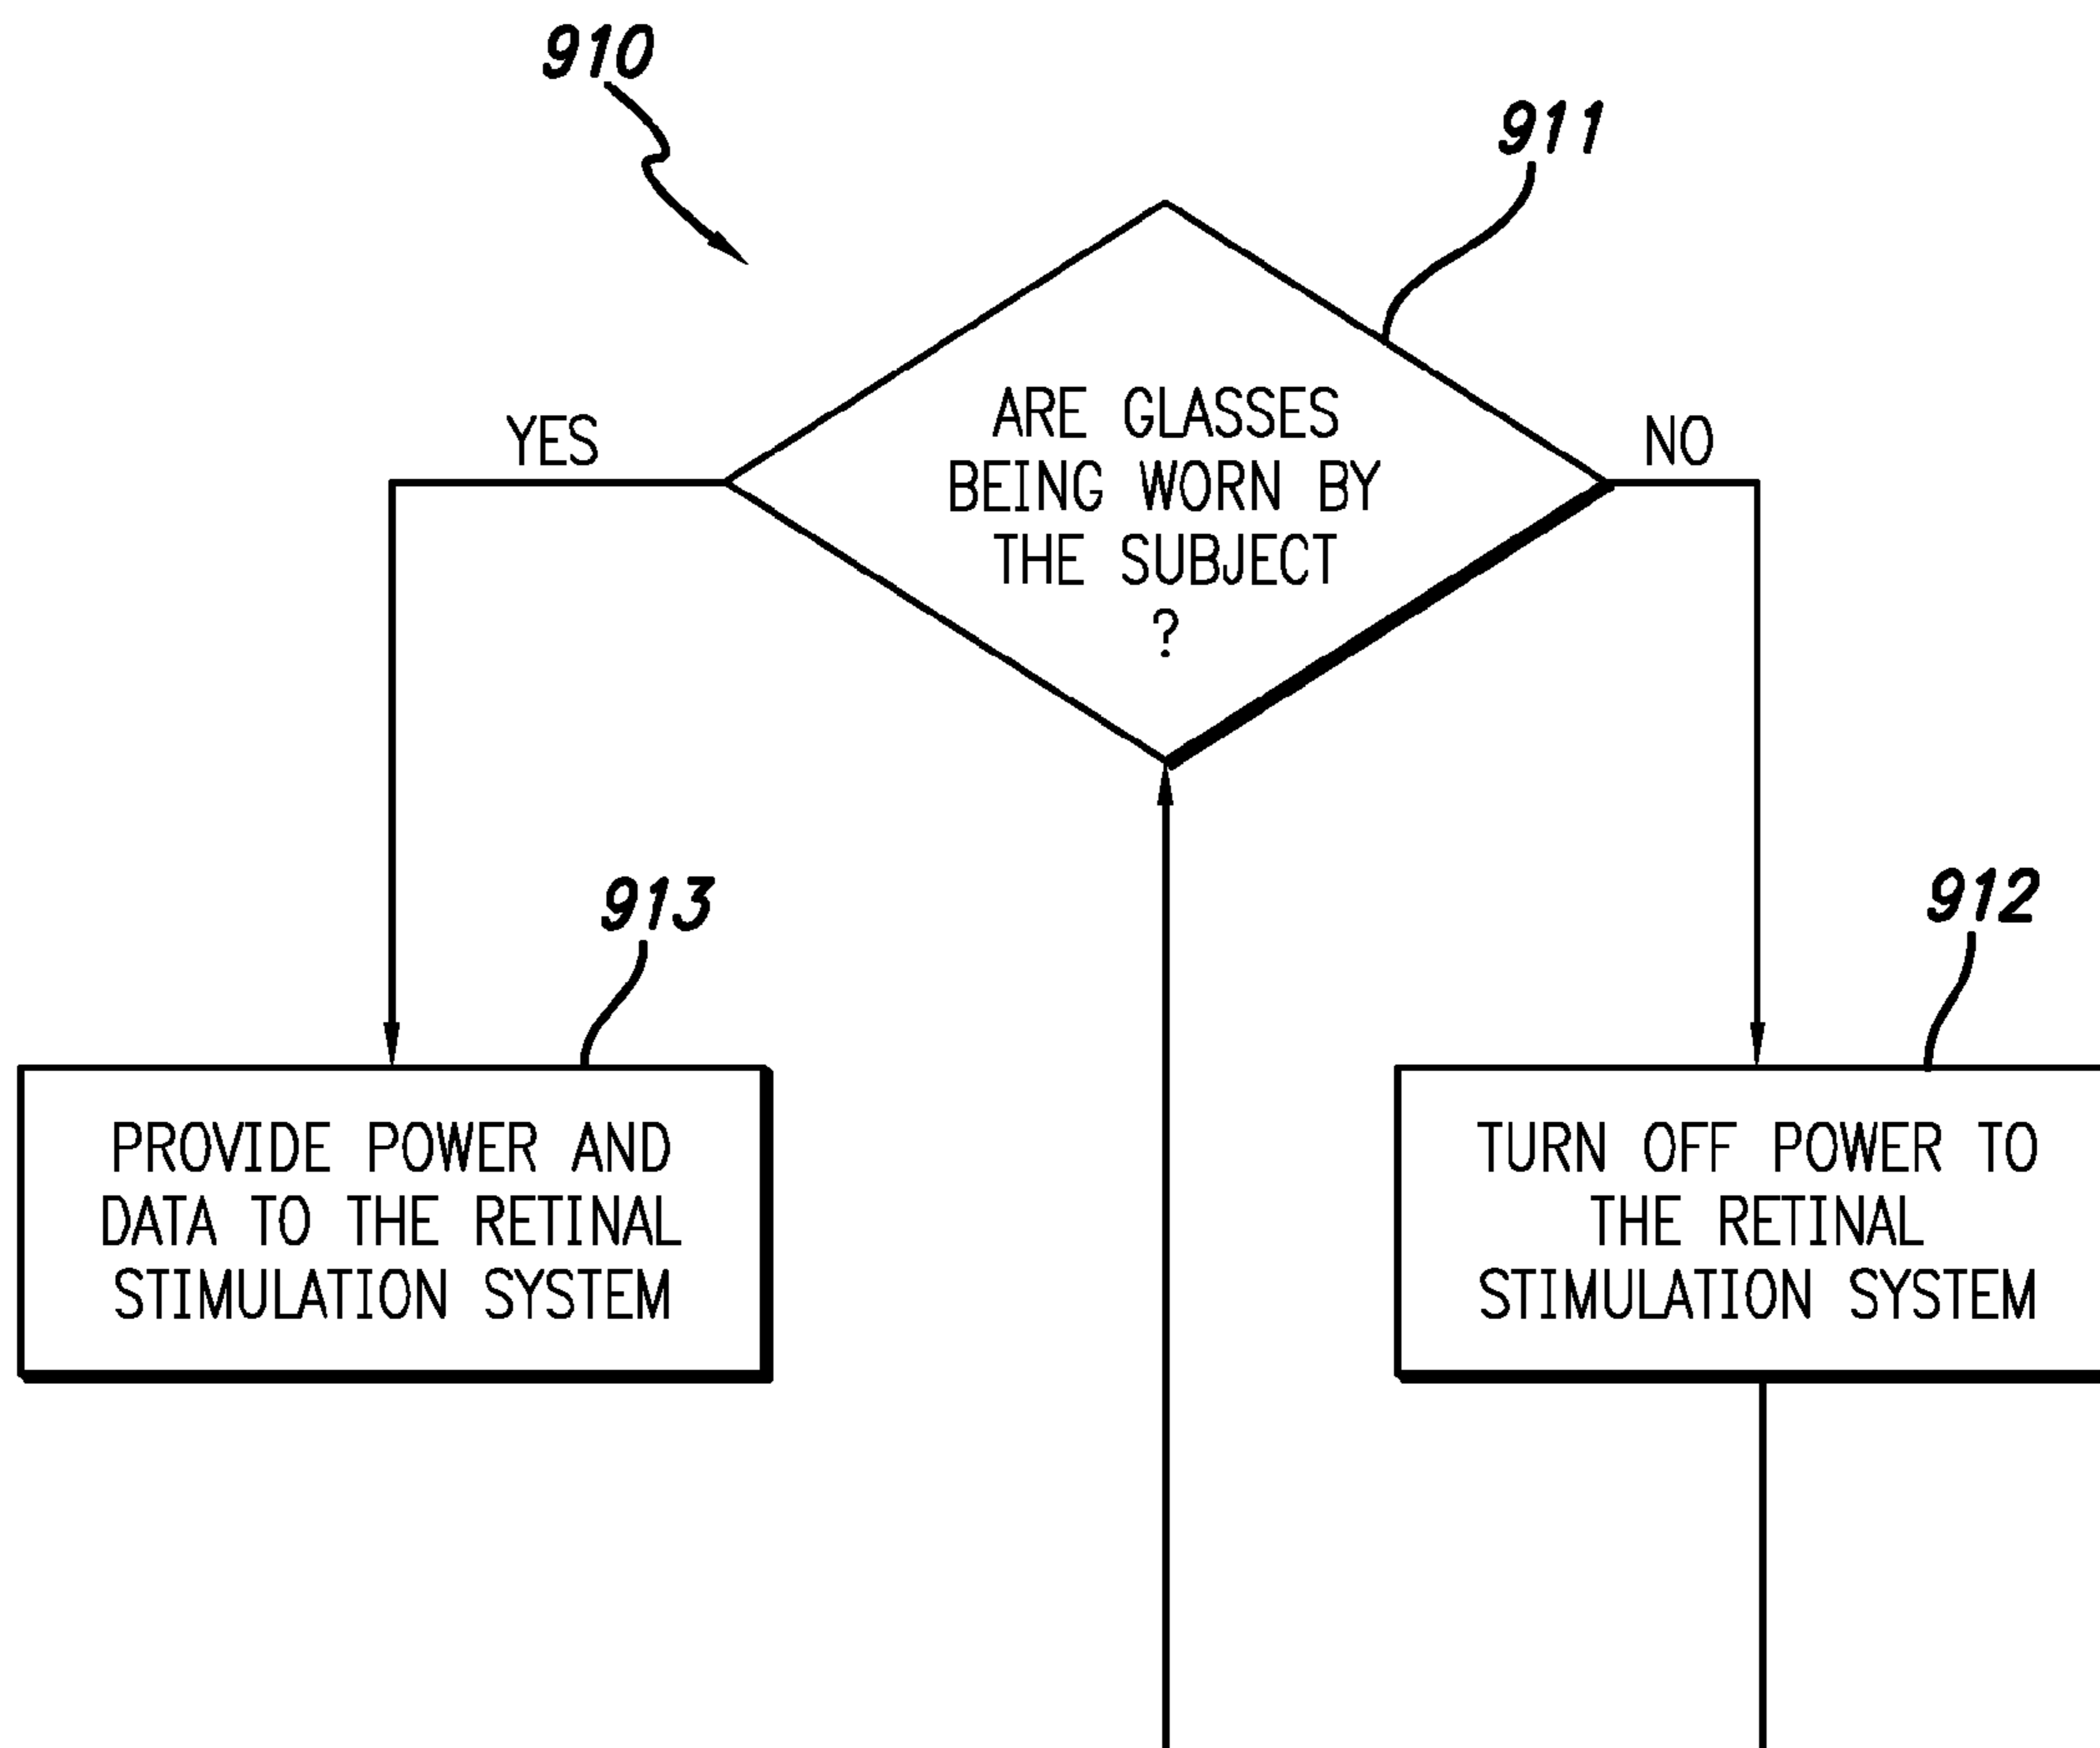 910
911
ARE GLASSES
BEING WORN BY
THE SUBJECT
?
YES
NO
913
912
PROVIDE POWER AND
DATA TO THE RETINAL
STIMULATION SYSTEM
TURN OFF POWER TO
THE RETINAL
STIMULATION SYSTEM